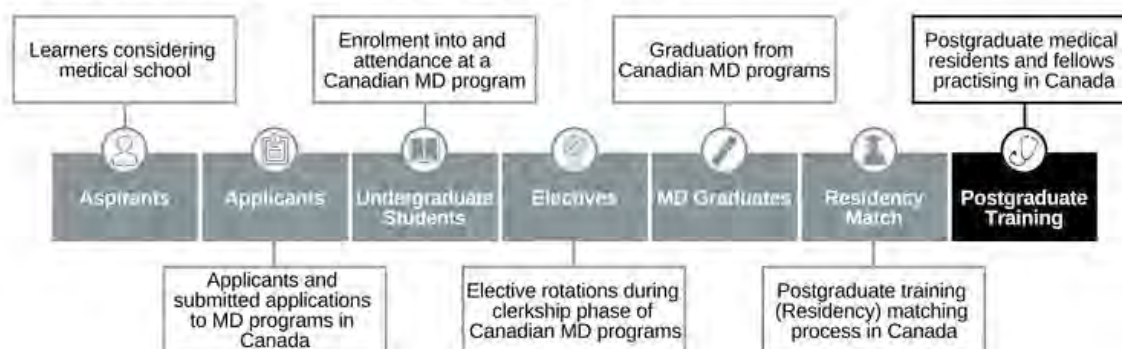 Learners considering
medical school
Enrolment into and
attendance at a
Canadian MD program
Graduation from
Canadian MD programs
Postgraduate medical
residents and fellows
practising in Canada
Aspirants
Applicants
Undergraduate
Students
Electives
MD Graduates
Residency
Match
Postgraduate
Training
Applicants and
submitted applications
to MD programs in
Canada
Elective rotations during
clerkship phase of
Canadian MD programs
Postgraduate training
(Residency) matching
process in Canada